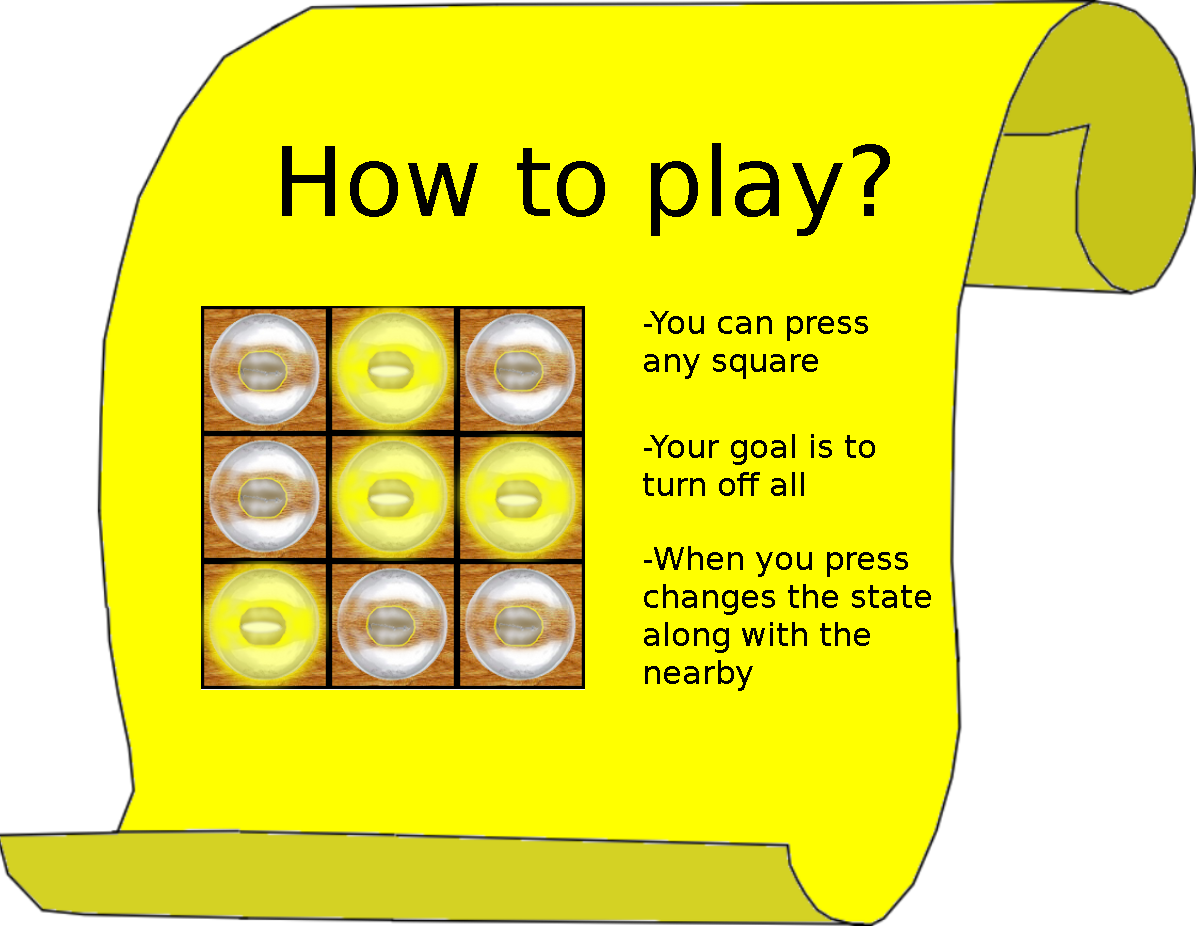 How to play?
-You can press
any square
-Your goal is to
turn off all
-When you press
changes the state
along with the
nearby